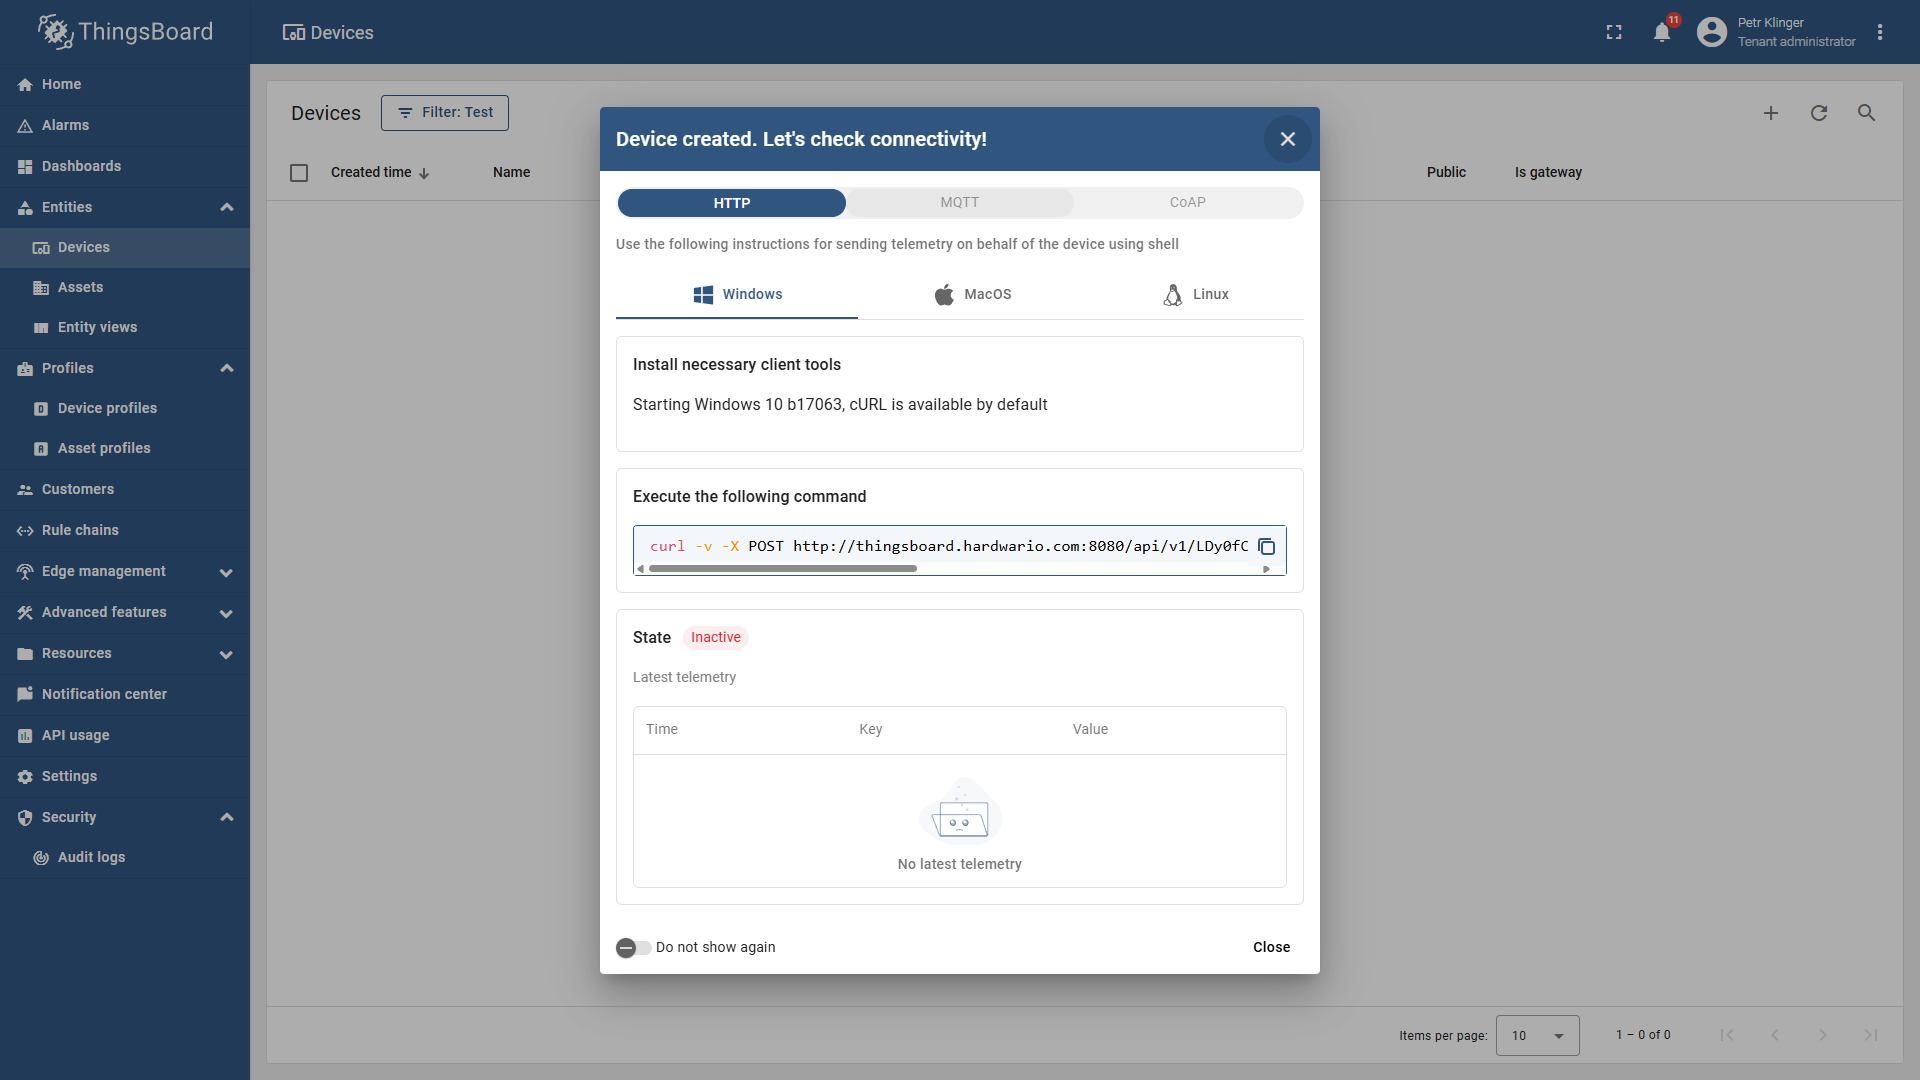 ThingsBoard
Devices
11
Petr Klinger
Tenant administrator
Home
Alarms
Dashboards
Entities
Devices
Assets
Entity views
Profiles
Device profiles
Asset profiles
Customers
Rule chains
Edge management
Advanced features
Resources
Notification center
API usage
Settings
Security
Audit logs
Devices
Filter: Test
Created time
Name
Public
Is gateway
Device created. Let's check connectivity!
HTTP
MQTT
CoAP
Use the following instructions for sending telemetry on behalf of the device using shell
Windows
MacOS
Linux
Install necessary client tools
Starting Windows 10 b17063, cURL is available by default
Execute the following command
curl -v -X POST http://thingsboard.hardwario.com:8080/api/v1/LDy0fC
State
Inactive
Latest telemetry
Time
Key
Value
No latest telemetry
Do not show again
Close
Items per page:
10
1 – 0 of 0